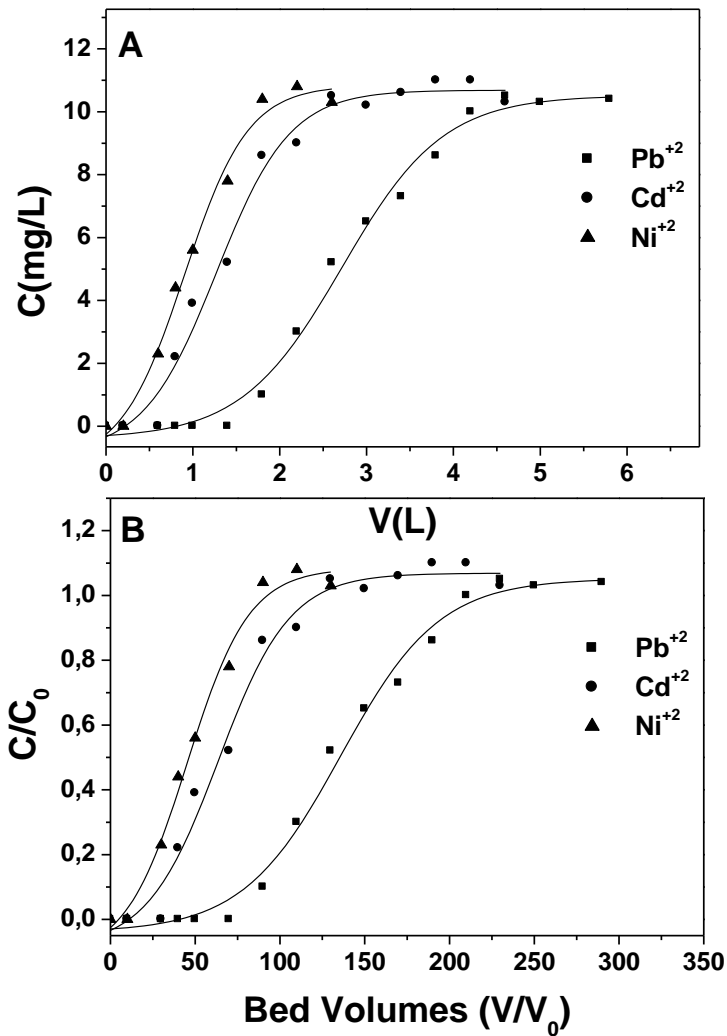 A
12
10
8
6
4
2
0
C(mg/L)
Pb+2
Cd+2
Ni+2
0 1 2 3 4 5 6
V(L)
B
1,2
1,0
0,8
0,6
0,4
0,2
0,0
C/C0
Pb+2
Cd+2
Ni+2
0 50 100 150 200 250 300 350
Bed Volumes (V/V0)